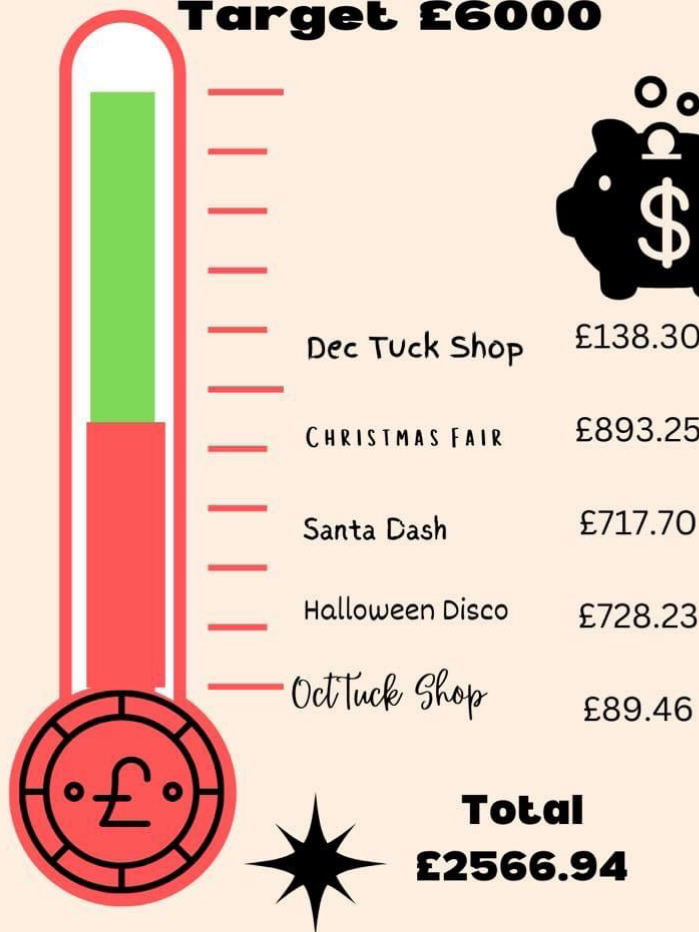 Target £6000
$
Dec Tuck Shop £138.30
CHRISTMAS FAIR £893.25
Santa Dash £717.70
Halloween Disco £728.23
Oct Tuck Shop £89.46
£
Total
£2566.94